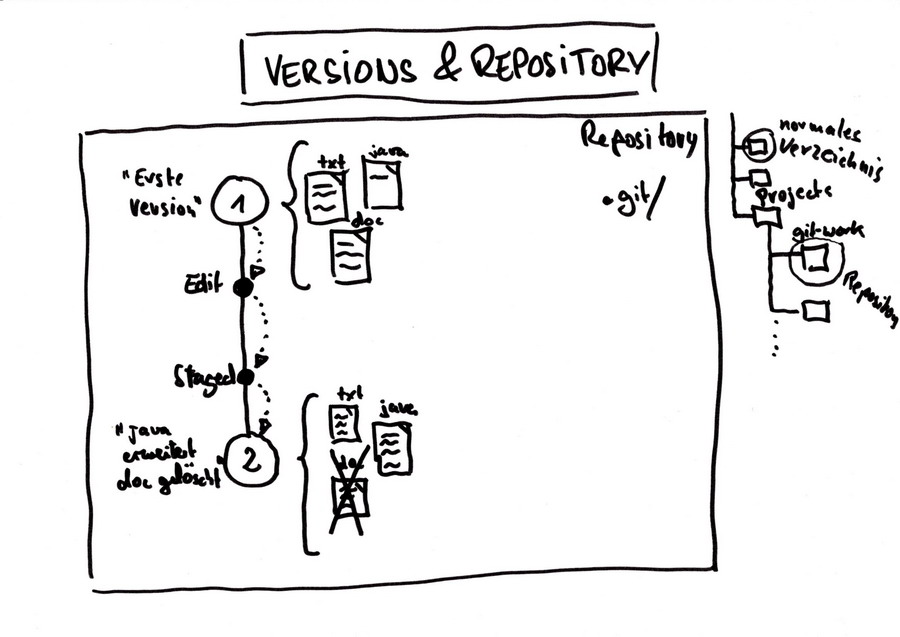 VERSIONS & REPOSITORY
Repository
.git/
"Erste
Version"
1
txt
java
doc
Edit
Staged
"java
erweitert
doc gelöscht"
2
txt
java
doc
normales
Verzeichnis
Projects
git-work
Repository